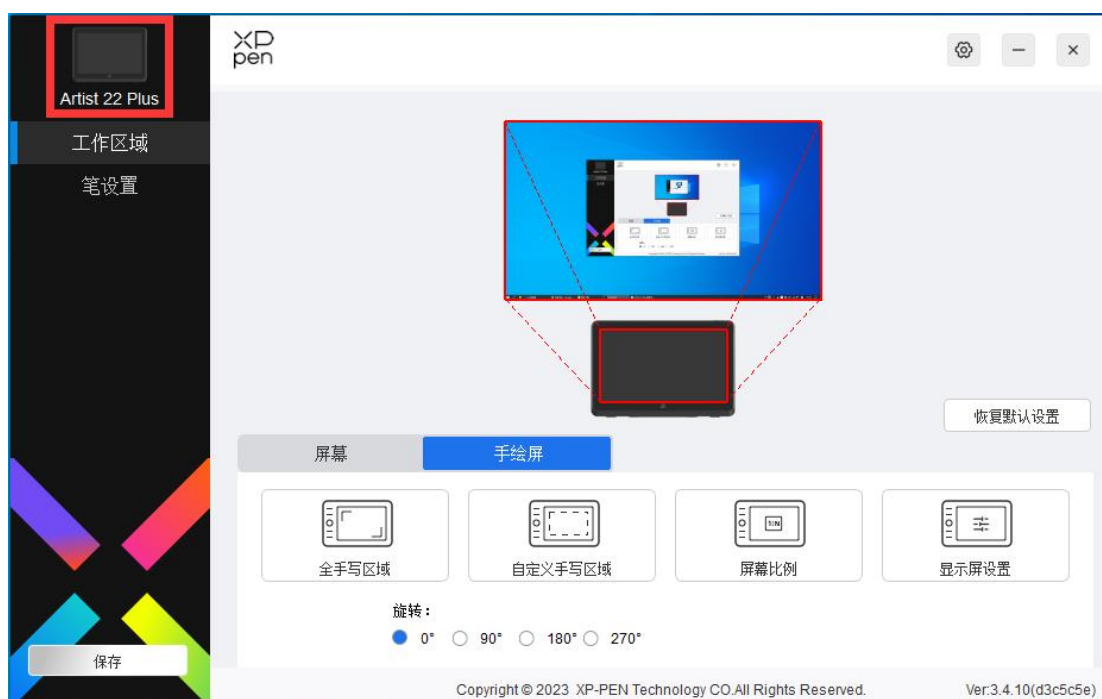 XP
pen
Artist 22 Plus
工作区域
笔设置
恢复默认设置
屏幕
手绘屏
1:N
全手写区域
自定义手写区域
屏幕比例
显示屏设置
旋转：
0° 90° 180° 270°
保存
Copyright © 2023 XP-PEN Technology CO.All Rights Reserved.
Ver:3.4.10(d3c5c5e)